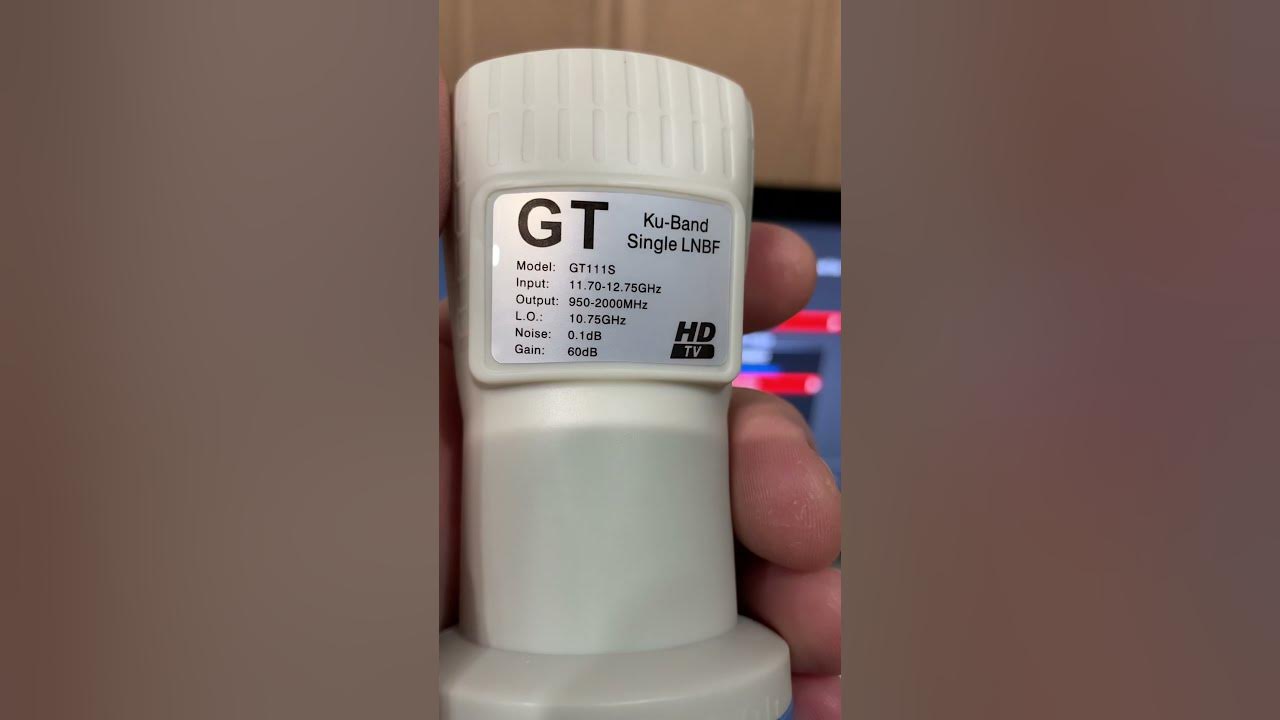 GT
Ku-Band
Single LNBF
Model: GT111S
Input: 11.70-12.75GHz
Output: 950-2000MHz
L.O.: 10.75GHz
Noise: 0.1dB
Gain: 60dB
HD
TV